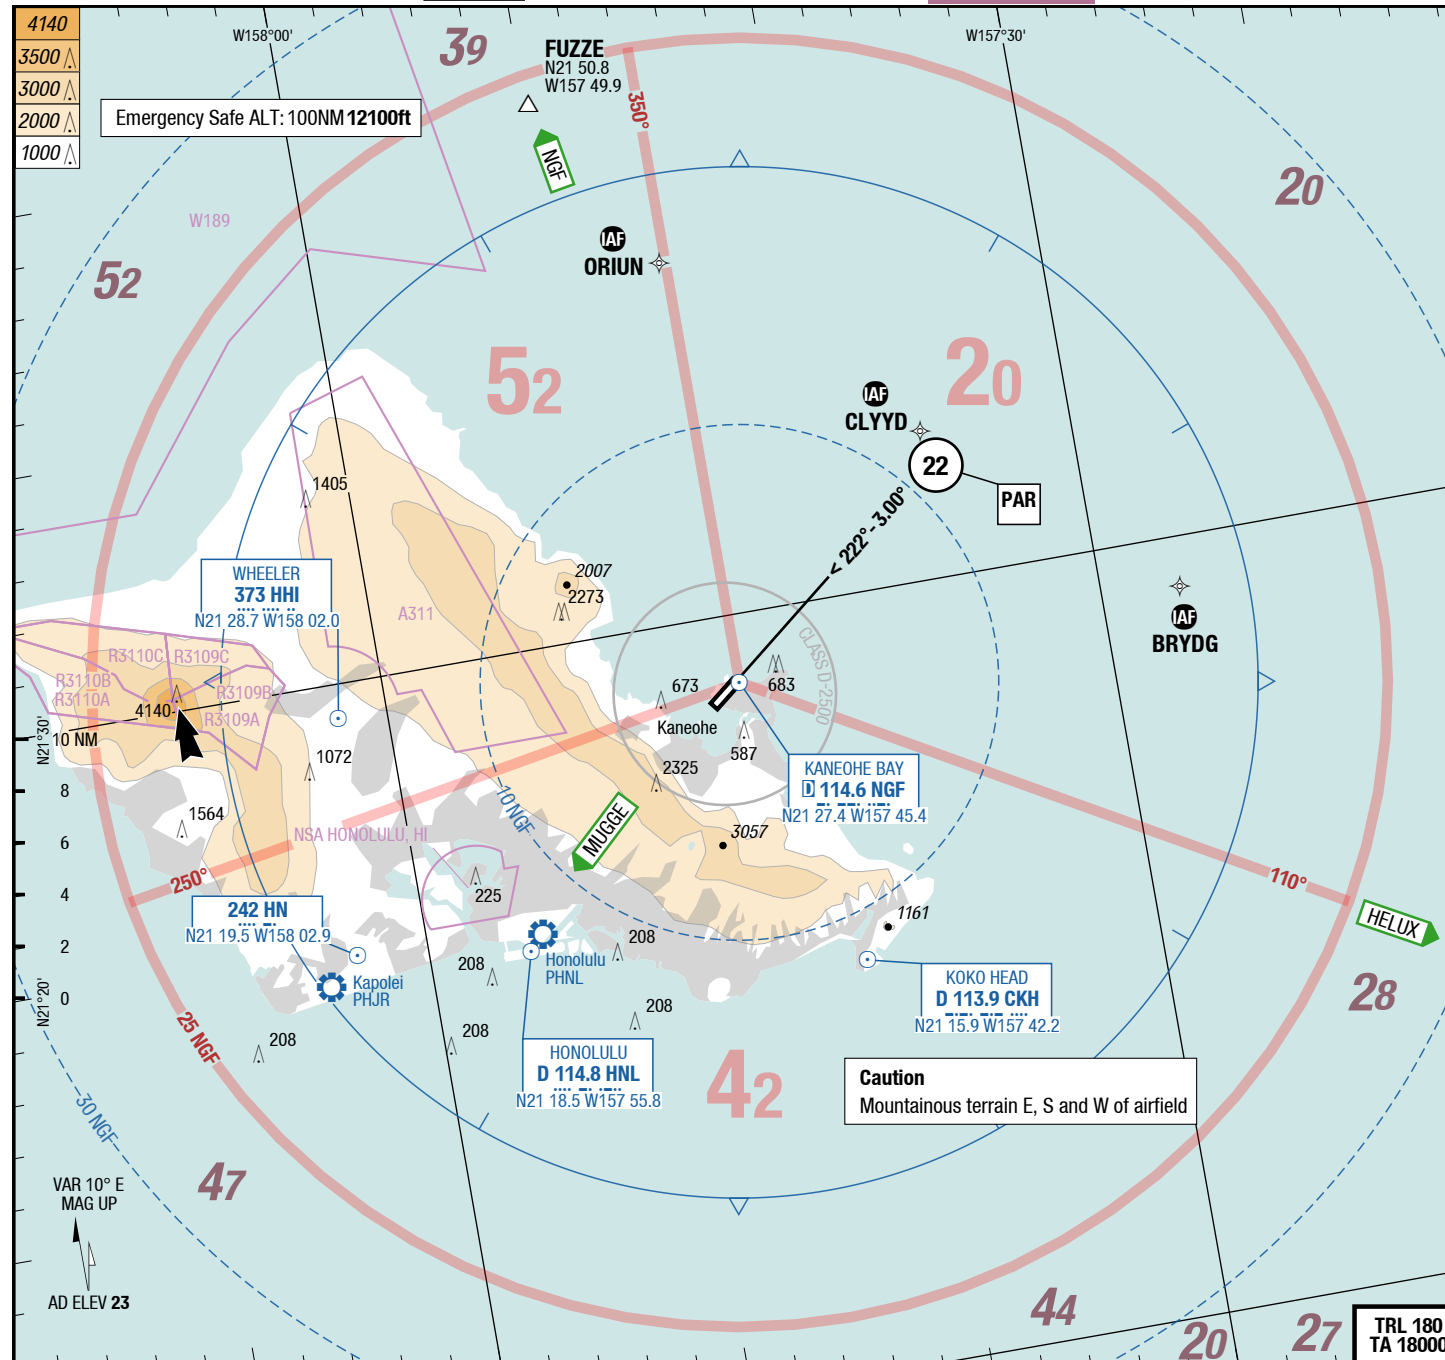 4140
3500
3000
2000
1000
W158°00'
39
FUZZE
N21 50.8
W157 49.9
W157°30'
Emergency Safe ALT: 100NM 12100ft
350°
NGF
20
W189
52
IAF
ORIUN
52
20
IAF
CLYYD
22
PAR
1405
< 222° - 3.00°
WHEELER
373 HHI
N21 28.7 W158 02.0
2007
2273
A311
CLASS D-2500
IAF
BRYDG
R3110C
R3109C
R3110B
R3110A
R3109B
R3109A
4140
673
683
Kaneohe
587
N21°30'
10 NM
8
6
4
2
0
N21°20'
1072
2325
KANEOHE BAY
D 114.6 NGF
N21 27.4 W157 45.4
1564
10 NGF
NSA HONOLULU, HI
MUGGE
3057
250°
225
110°
242 HN
N21 19.5 W158 02.9
1161
HELUX
208
208
Honolulu
PHNL
Kapolei
PHJR
KOKO HEAD
D 113.9 CKH
N21 15.9 W157 42.2
28
25 NGF
208
208
208
HONOLULU
D 114.8 HNL
N21 18.5 W157 55.8
42
Caution
Mountainous terrain E, S and W of airfield
30 NGF
47
VAR 10° E
MAG UP
AD ELEV 23
44
20
27
TRL 180
TA 18000